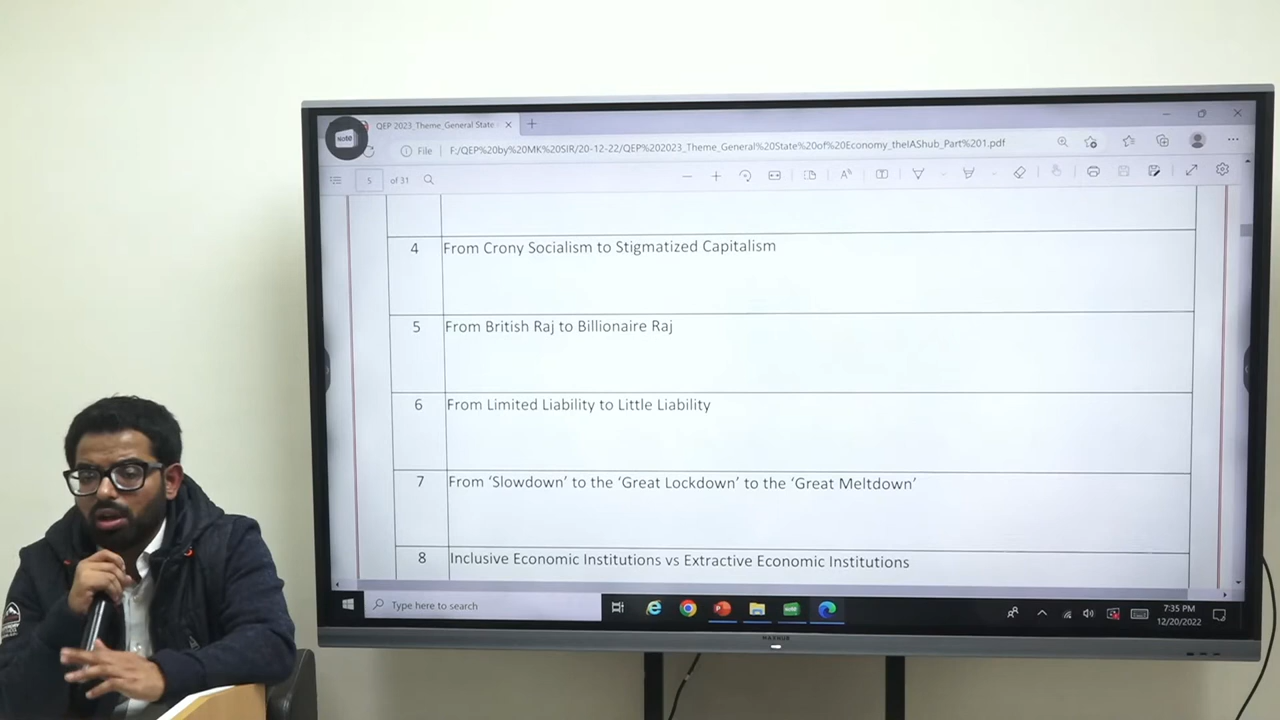 Note
QEP 2023_Theme_General State
File
F:/QEP%20by%20MK%20SIR/20-12-22/QEP%202023_Theme_General%20State%20of%20Economy_theIAShub_Part%201.pdf
5 of 31
4 From Crony Socialism to Stigmatized Capitalism
5 From British Raj to Billionaire Raj
6 From Limited Liability to Little Liability
7 From ‘Slowdown’ to the ‘Great Lockdown’ to the ‘Great Meltdown’
8 Inclusive Economic Institutions vs Extractive Economic Institutions
Type here to search
7:35 PM
12/20/2022
MAXHUB